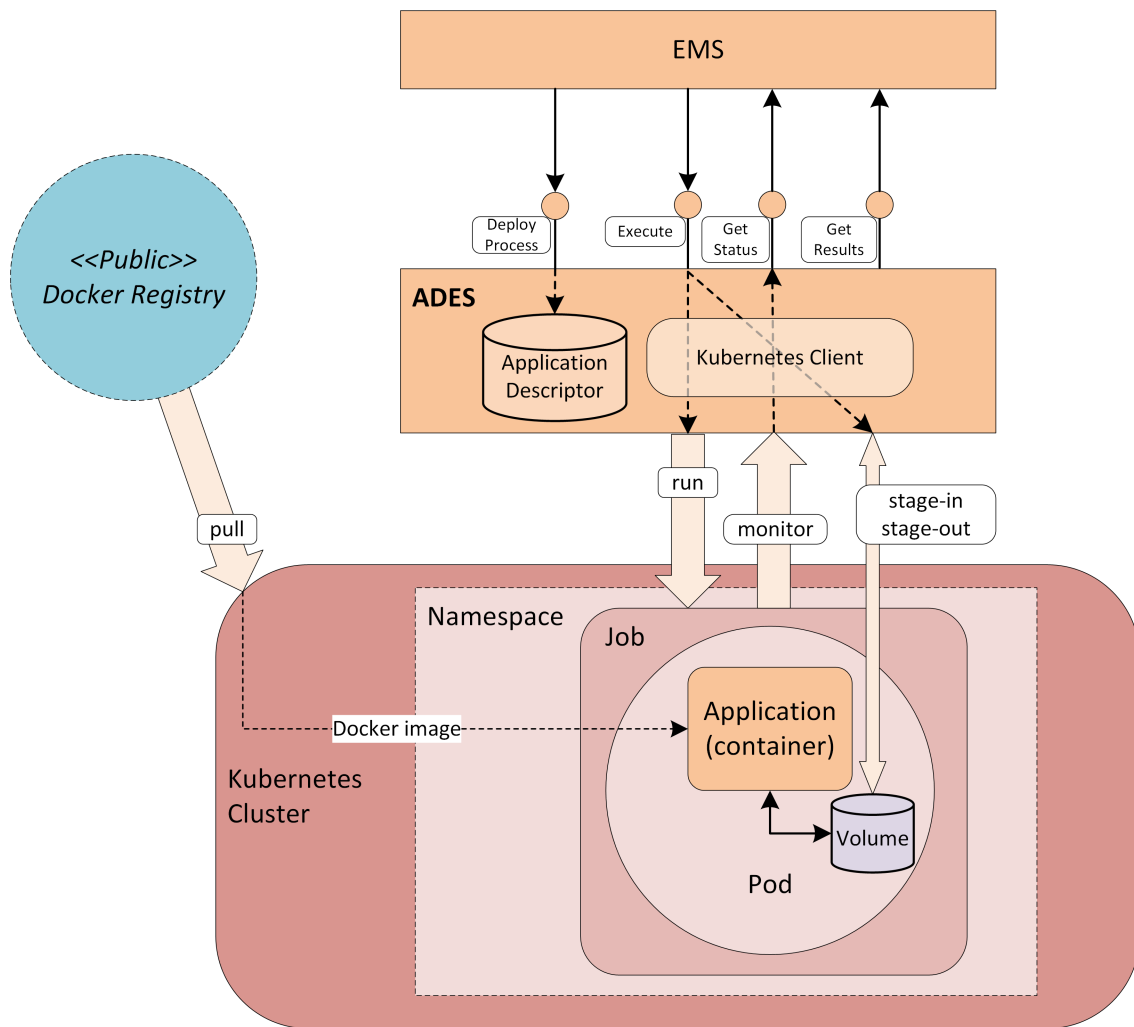 EMS
Deploy
Process
Execute
Get
Status
Get
Results
<<Public>>
Docker Registry
ADES
Application
Descriptor
Kubernetes Client
pull
run
monitor
stage-in
stage-out
Namespace
Job
Application
(container)
Docker image
Kubernetes
Cluster
Volume
Pod